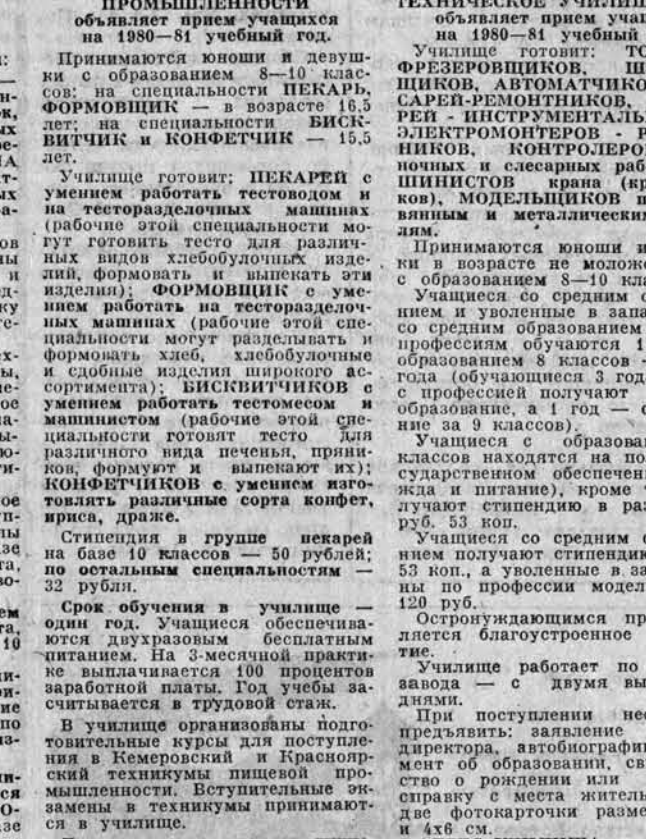 ПРОМЫШЛЕННОСТИ
объявляет прием учащихся
на 1980—81 учебный год.
Принимаются юноши и девуш-
ки с образованием 8—10 клас-
сов: на специальности ПЕКАРЬ,
ФОРМОВЩИК — в возрасте 16,5
лет; на специальности БИСК-
ВИТЧИК и КОНФЕТЧИК — 15,5
лет.
Училище готовит: ПЕКАРЕЙ с
умением работать тестоводом и
на тесторазделочных машинах
(рабочие этой специальности мо-
гут готовить тесто для различ-
ных видов хлебобулочных изде-
лий, формовать и выпекать эти
изделия); ФОРМОВЩИК с уме-
нием работать на тесторазделоч-
ных машинах (рабочие этой спе-
циальности могут разделывать и
формовать хлеб, хлебобулочные
и сдобные изделия широкого ас-
сортимента); БИСКВИТЧИКОВ с
умением работать тестомесом и
машинистом (рабочие этой спе-
циальности готовят тесто для
различного вида печенья, пряни-
ков, формуют и выпекают их);
КОНФЕТЧИКОВ с умением изго-
товлять различные сорта конфет,
ириса, драже.
Стипендия в группе пекарей
на базе 10 классов — 50 рублей;
по остальным специальностям —
32 рубля.
Срок обучения в училище —
один год. Учащиеся обеспечива-
ются двухразовым бесплатным
питанием. На 3-месячной практи-
ке выплачивается 100 процентов
заработной платы. Год учебы за-
считывается в трудовой стаж.
В училище организованы подго-
товительные курсы для поступле-
ния в Кемеровский и Краснояр-
ский техникумы пищевой про-
мышленности. Вступительные эк-
замены в техникумы принимают-
ся в училище.
ТЕХНИЧЕСКОЕ УЧИЛИЩ
объявляет прием учащ
на 1980—81 учебный
Училище готовит: ТО
ФРЕЗЕРОВЩИКОВ, Ш
ЩИКОВ, АВТОМАТЧИКО
САРЕЙ-РЕМОНТНИКОВ,
РЕЙ - ИНСТРУМЕНТАЛЬ
ЭЛЕКТРОМОНТЕРОВ - Р
НИКОВ, КОНТРОЛЕРО
ночных и слесарных раб
ШИНИСТОВ крана (кр
ков), МОДЕЛЬЩИКОВ п
вянным и металлически
лям.
Принимаются юноши и
ки в возрасте не моложе
с образованием 8—10 кла
Учащиеся со средним о
нием и уволенные в запа
со средним образованием
профессиям обучаются 1
образованием 8 классов -
года (обучающиеся 3 год
с профессией получают
образование, а 1 год — с
ние за 9 классов).
Учащиеся с образова
классов находятся на по
сударственном обеспечен
жда и питание), кроме т
лучают стипендию в раз
руб. 53 коп.
Учащиеся со средним о
нием получают стипендию
53 коп., а уволенные в за
ны по профессии модел
120 руб.
Остронуждающимся пр
ляется благоустроенное
тие.
Училище работает по
завода — с двумя вы
днями.
При поступлении нео
предъявить: заявление
директора, автобиографи
мент об образовании, св
ство о рождении или
справку с места житель
две фотокарточки разме
и 4х6 см.